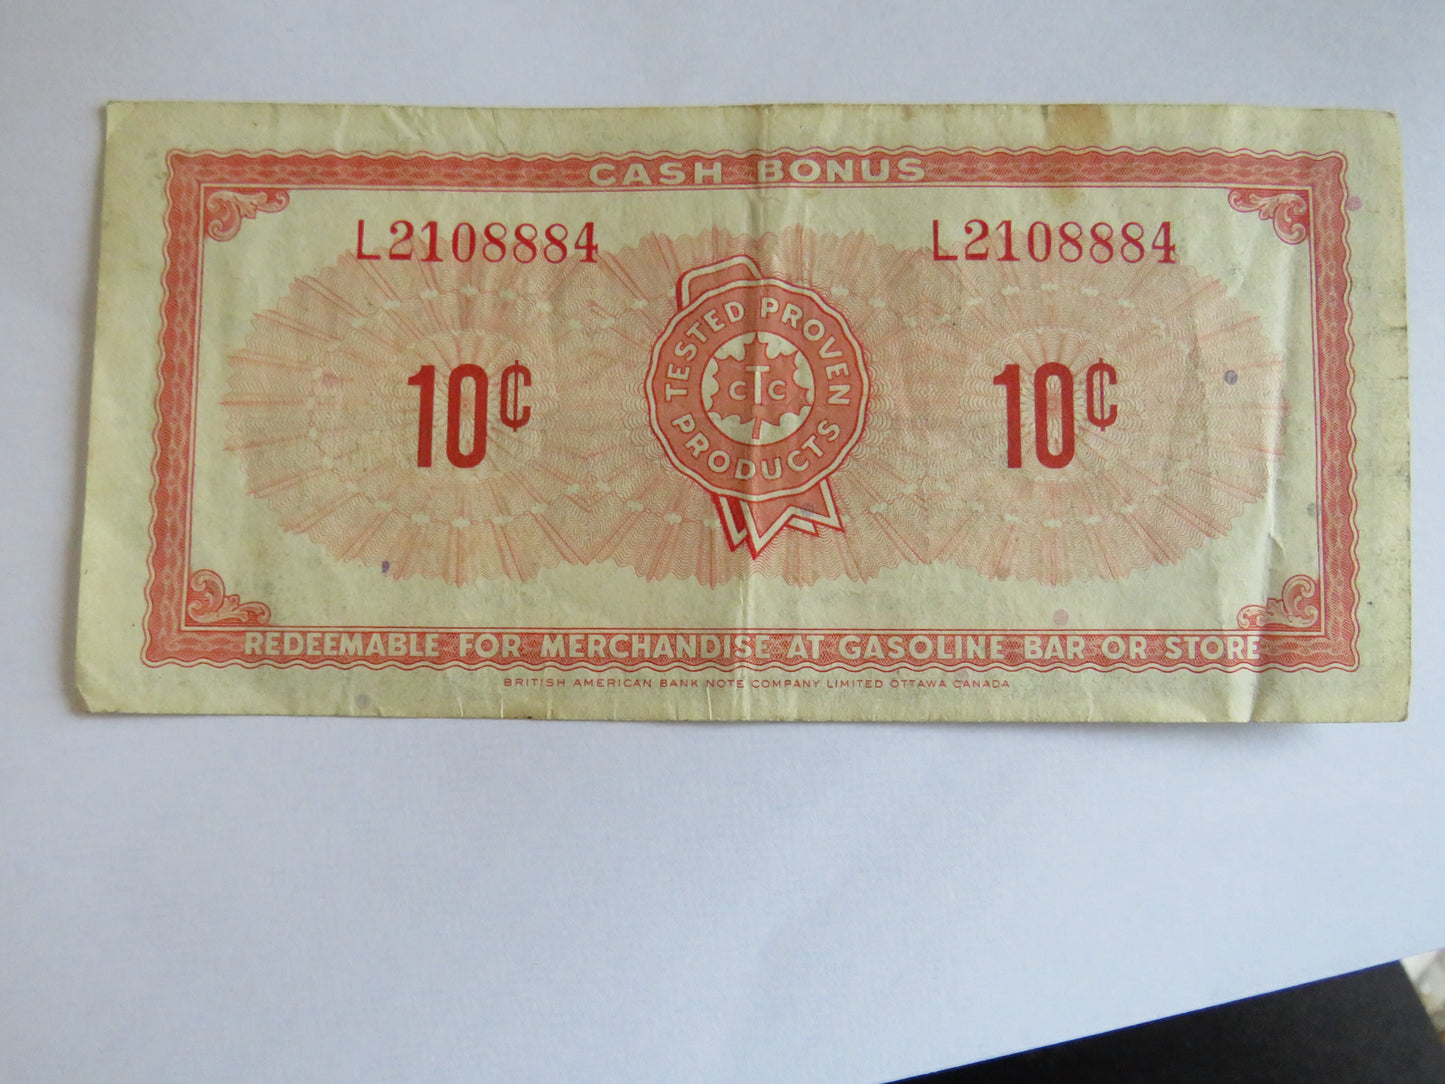 CASH BONUS
L2108884 L2108884
TESTED PROVEN PRODUCTS
CTC
10¢ 10¢
REDEEMABLE FOR MERCHANDISE AT GASOLINE BAR OR STORE
BRITISH AMERICAN BANK NOTE COMPANY LIMITED OTTAWA CANADA